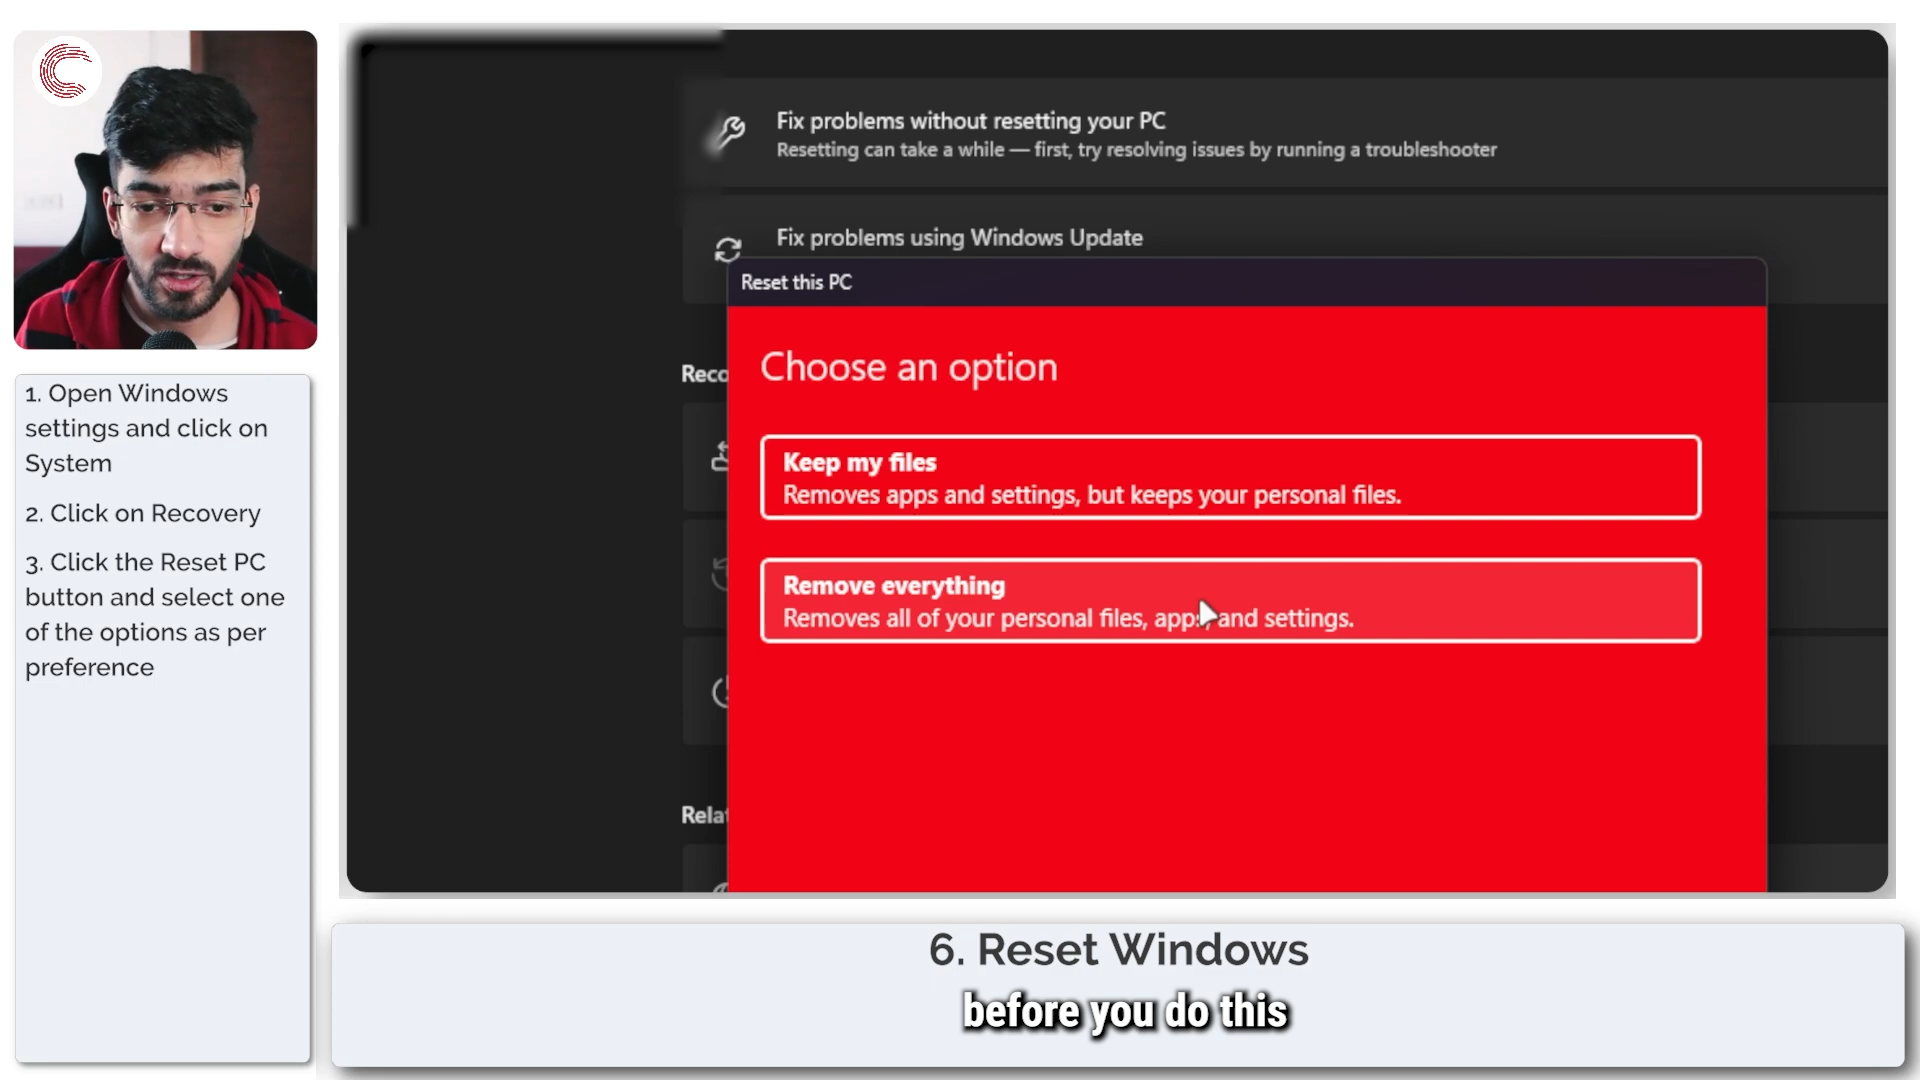 1. Open Windows
settings and click on
System
2. Click on Recovery
3. Click the Reset PC
button and select one
of the options as per
preference
Fix problems without resetting your PC
Resetting can take a while — first, try resolving issues by running a troubleshooter
Fix problems using Windows Update
Reset this PC
Reco
Choose an option
Keep my files
Removes apps and settings, but keeps your personal files.
Remove everything
Removes all of your personal files, apps, and settings.
Relat
6. Reset Windows
before you do this